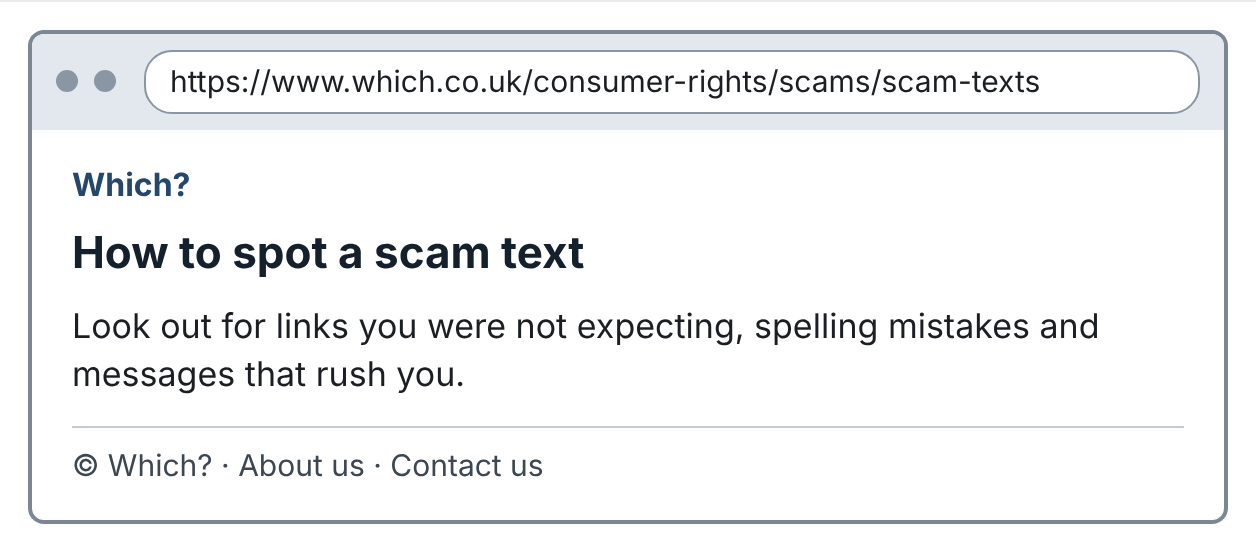 https://www.which.co.uk/consumer-rights/scams/scam-texts
Which?
How to spot a scam text
Look out for links you were not expecting, spelling mistakes and
messages that rush you.
© Which? · About us · Contact us